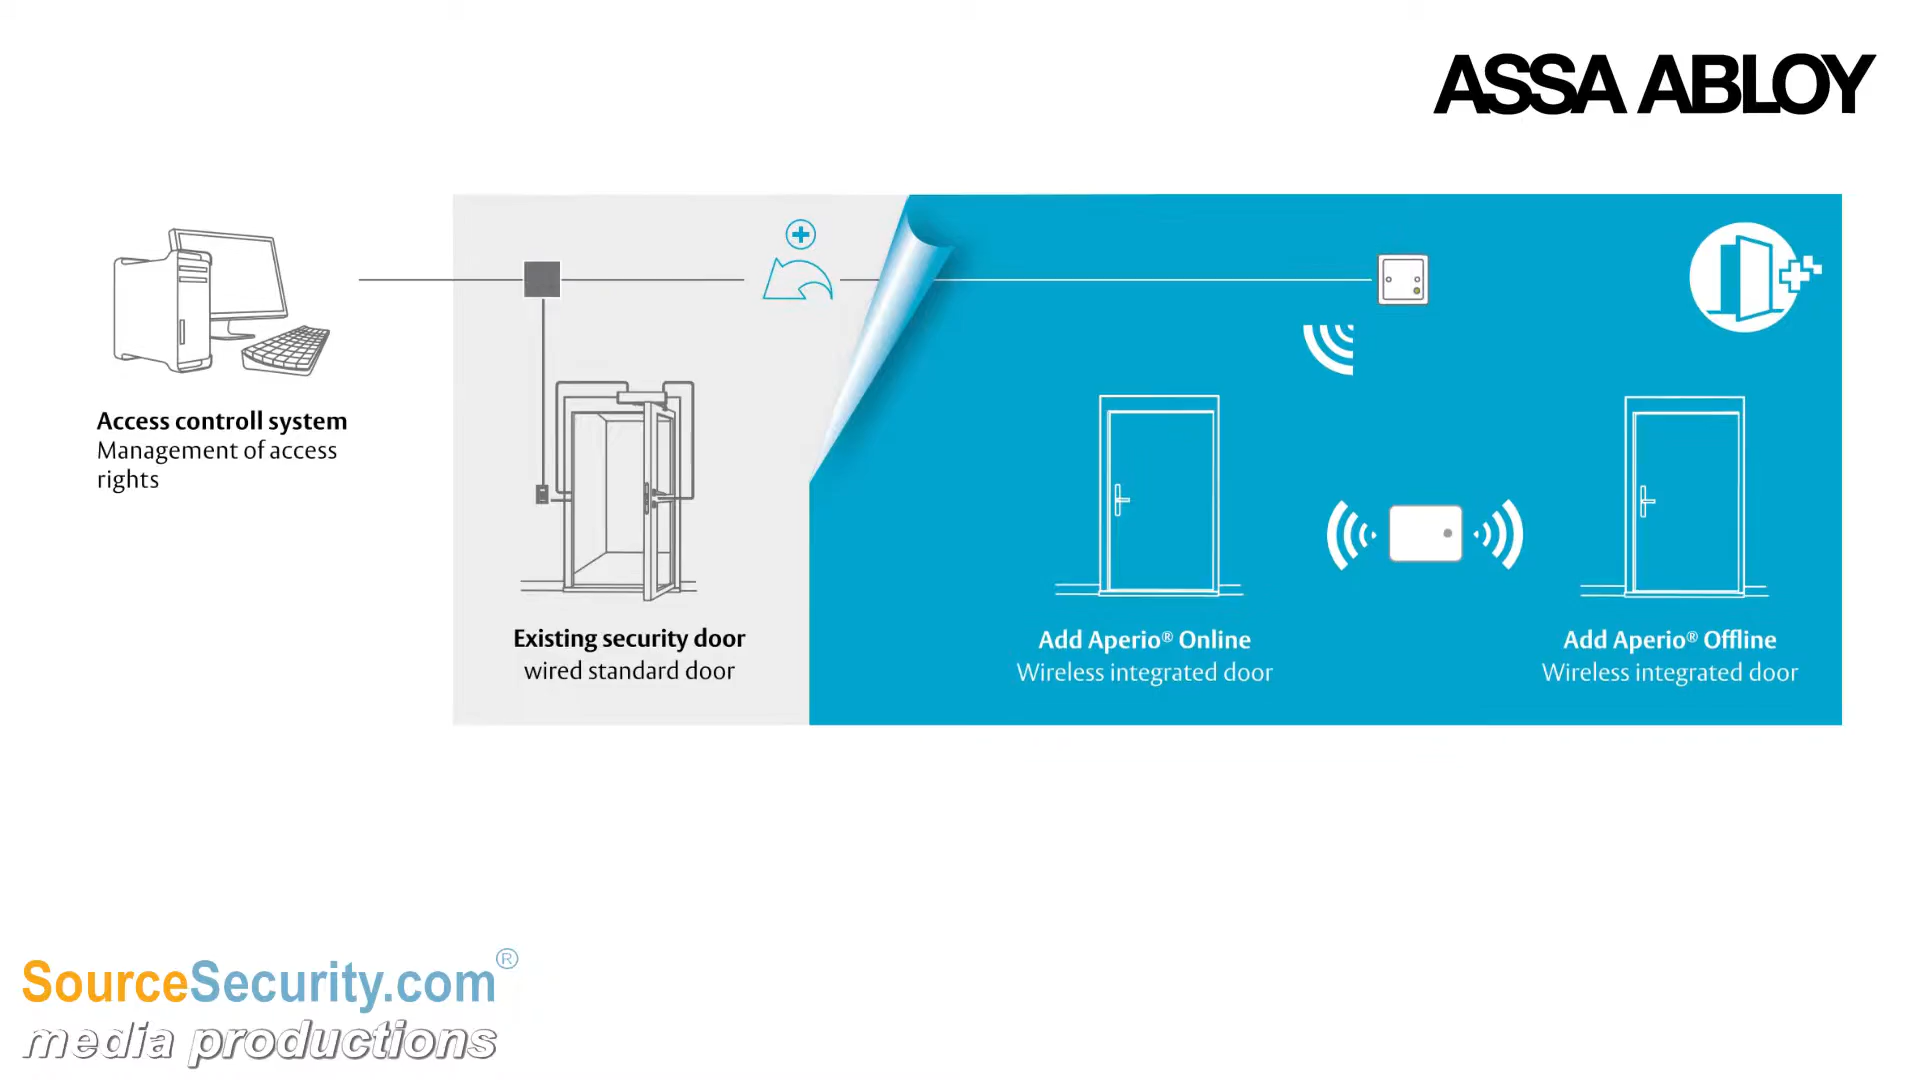 ASSA ABLOY
Access controll system
Management of access
rights
Existing security door
wired standard door
Add Aperio® Online
Wireless integrated door
Add Aperio® Offline
Wireless integrated door
SourceSecurity.com®
media productions